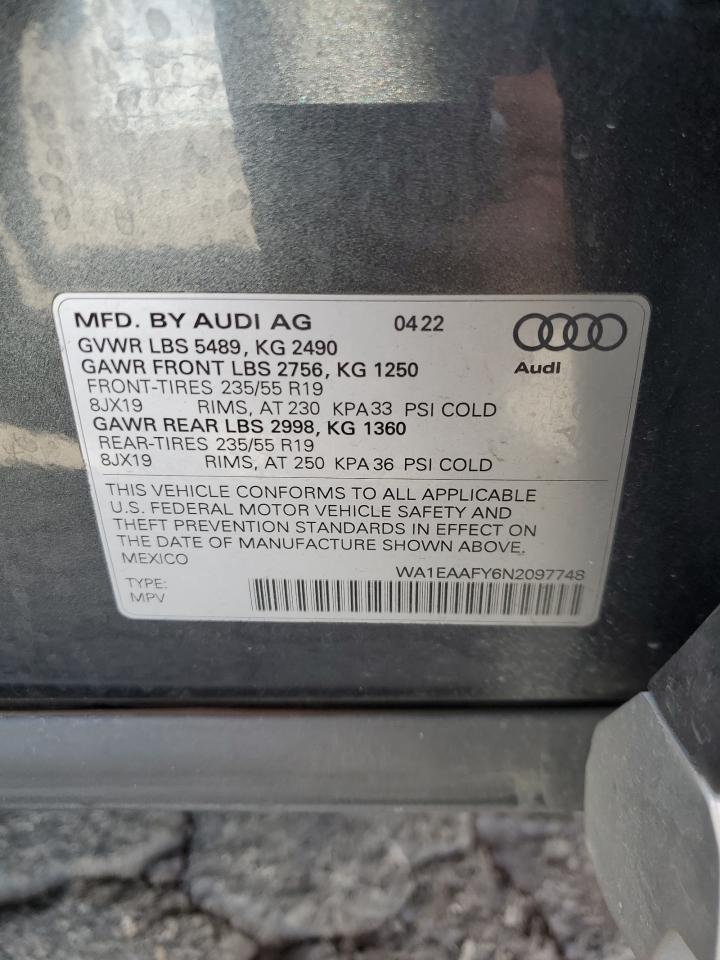 MFD. BY AUDI AG 0422
GVWR LBS 5489, KG 2490
GAWR FRONT LBS 2756, KG 1250 Audi
FRONT-TIRES 235/55 R19
8JX19 RIMS, AT 230 KPA 33 PSI COLD
GAWR REAR LBS 2998, KG 1360
REAR-TIRES 235/55 R19
8JX19 RIMS, AT 250 KPA 36 PSI COLD
THIS VEHICLE CONFORMS TO ALL APPLICABLE
U.S. FEDERAL MOTOR VEHICLE SAFETY AND
THEFT PREVENTION STANDARDS IN EFFECT ON
THE DATE OF MANUFACTURE SHOWN ABOVE.
MEXICO WA1EAAFY6N2097748
TYPE:
MPV